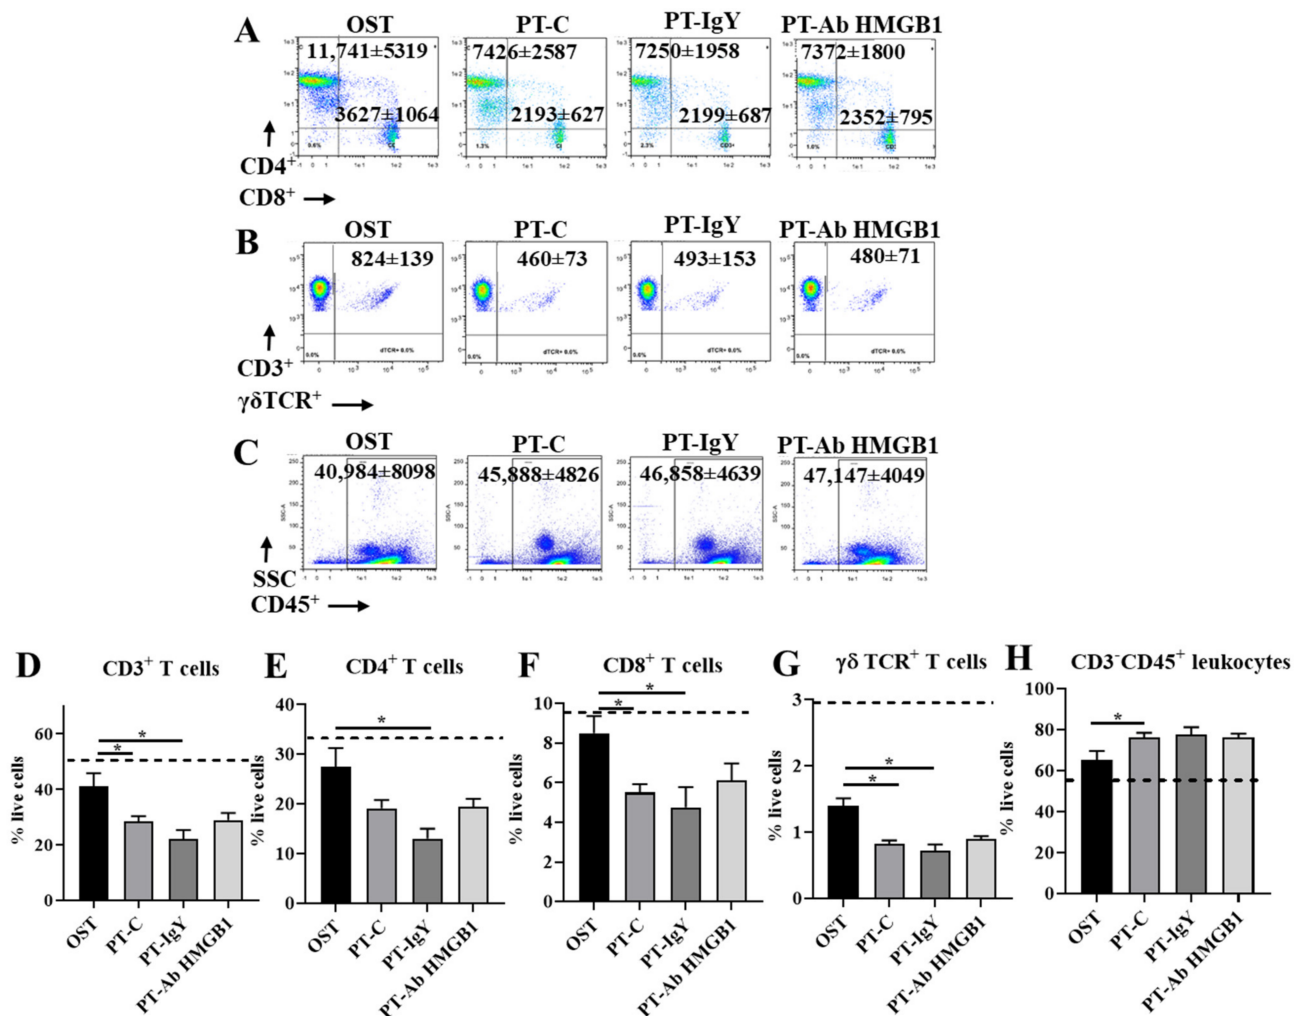 A
OST
PT-C
PT-IgY
PT-Ab HMGB1
11,741±5319
7426±2587
7250±1958
7372±1800
3627±1064
2193±627
2199±687
2352±795
CD4⁺
CD8⁺
B
OST
PT-C
PT-IgY
PT-Ab HMGB1
824±139
460±73
493±153
480±71
CD3⁺
γδTCR⁺
C
OST
PT-C
PT-IgY
PT-Ab HMGB1
40,984±8098
45,888±4826
46,858±4639
47,147±4049
SSC
CD45⁺
D
CD3⁺ T cells
% live cells
60
40
20
0
* *
OST
PT-C
PT-IgY
PT-Ab HMGB1
E
CD4⁺ T cells
% live cells
40
30
20
10
0
*
OST
PT-C
PT-IgY
PT-Ab HMGB1
F
CD8⁺ T cells
10
8
6
4
2
0
* *
OST
PT-C
PT-IgY
PT-Ab HMGB1
% live cells
G
γδ TCR⁺ T cells
% live cells
3
2
1
0
* *
OST
PT-C
PT-IgY
PT-Ab HMGB1
H
CD3⁻CD45⁺ leukocytes
% live cells
100
80
60
40
20
0
*
OST
PT-C
PT-IgY
PT-Ab HMGB1